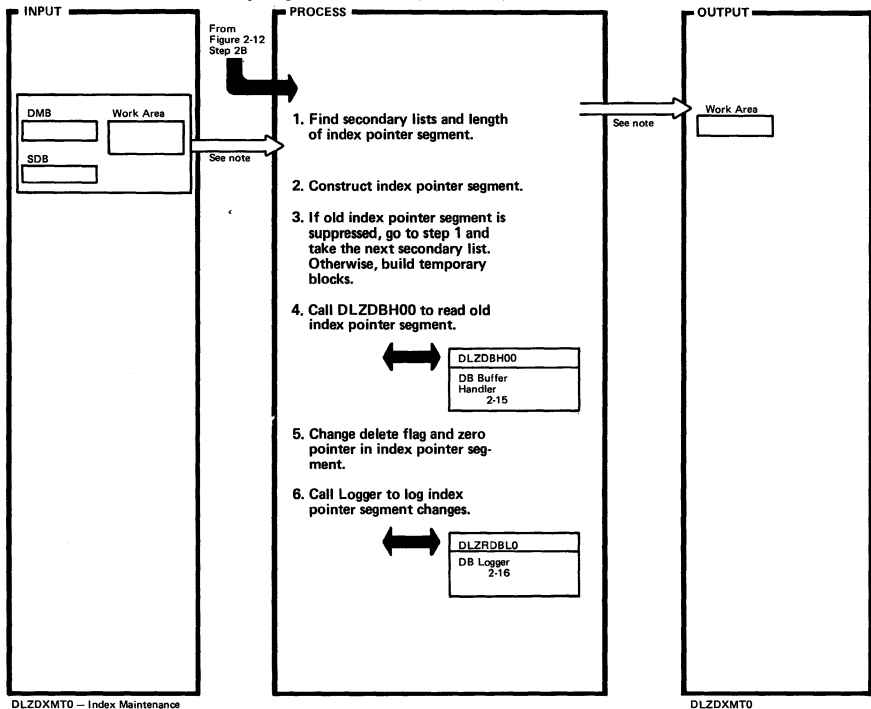 INPUT
DMB
Work Area
SDB
See note
From
Figure 2-12
Step 2B
PROCESS
1. Find secondary lists and length
of index pointer segment.
2. Construct index pointer segment.
3. If old index pointer segment is
suppressed, go to step 1 and
take the next secondary list.
Otherwise, build temporary
blocks.
4. Call DLZDBH00 to read old
index pointer segment.
DLZDBH00
DB Buffer
Handler
2-15
5. Change delete flag and zero
pointer in index pointer seg-
ment.
6. Call Logger to log index
pointer segment changes.
DLZRDBL0
DB Logger
2-16
See note
OUTPUT
Work Area
DLZDXMT0 – Index Maintenance
DLZDXMT0